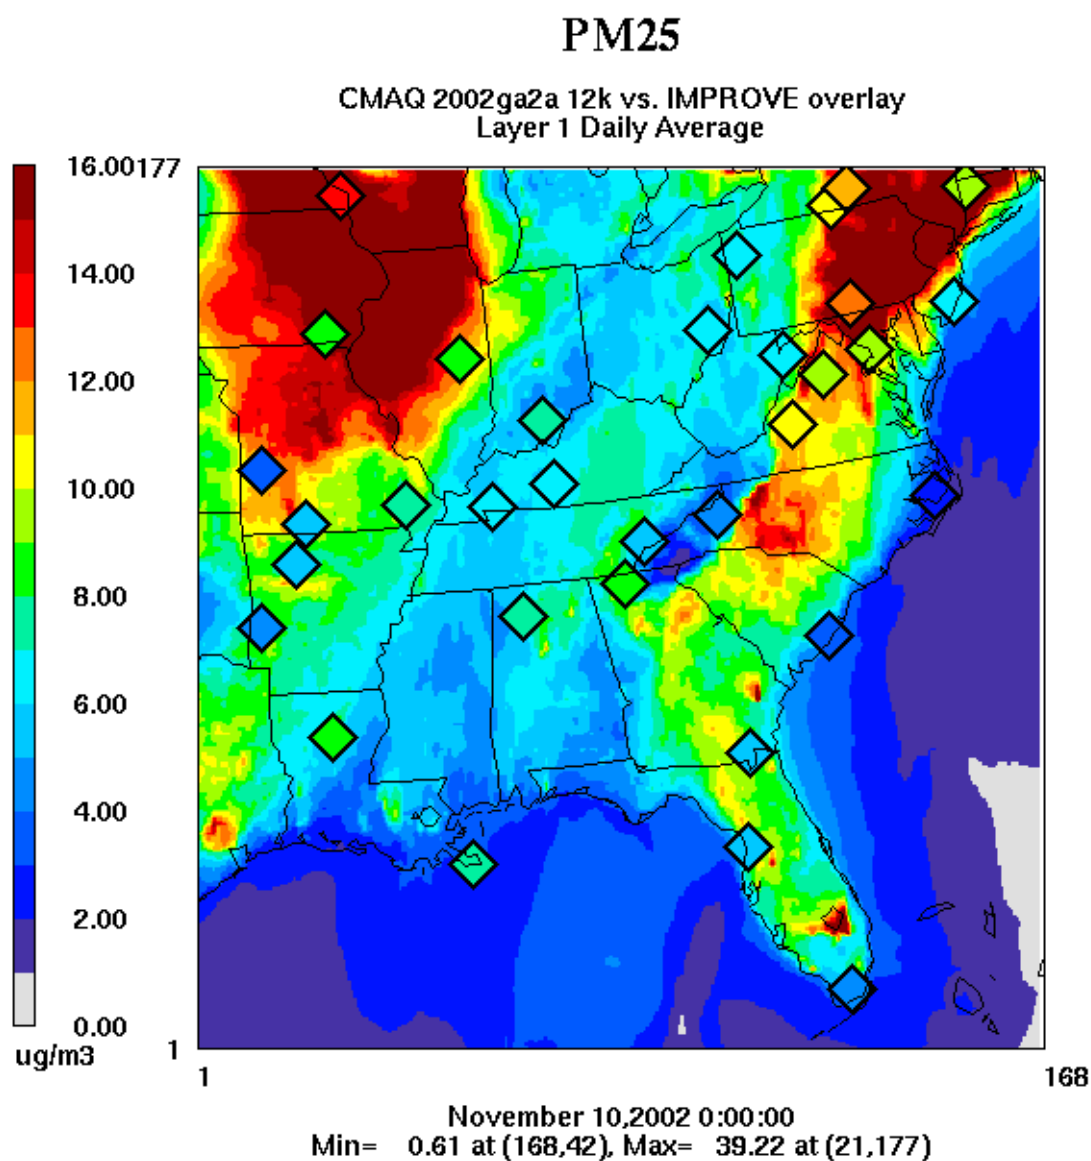 PM25
CMAQ 2002ga2a 12k vs. IMPROVE overlay
Layer 1 Daily Average
16.00
177
14.00
12.00
10.00
8.00
6.00
4.00
2.00
0.00
ug/m3
1
1
168
November 10,2002 0:00:00
Min= 0.61 at (168,42), Max= 39.22 at (21,177)